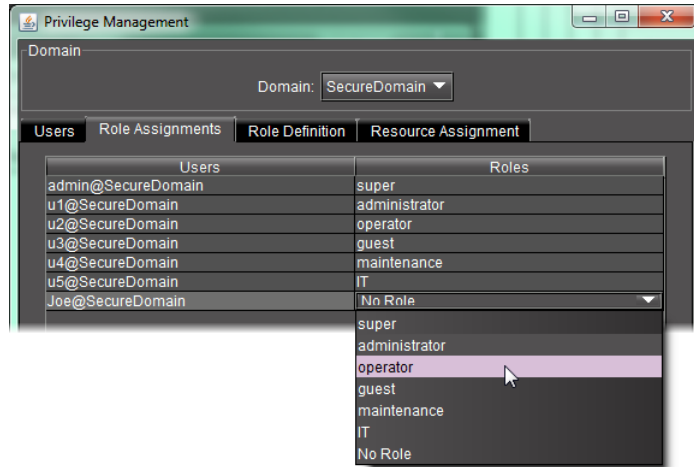 Privilege Management
Domain
Domain: SecureDomain
Users Role Assignments Role Definition Resource Assignment
Users Roles
admin@SecureDomain super
u1@SecureDomain administrator
u2@SecureDomain operator
u3@SecureDomain guest
u4@SecureDomain maintenance
u5@SecureDomain IT
Joe@SecureDomain No Role
super
administrator
operator
guest
maintenance
IT
No Role